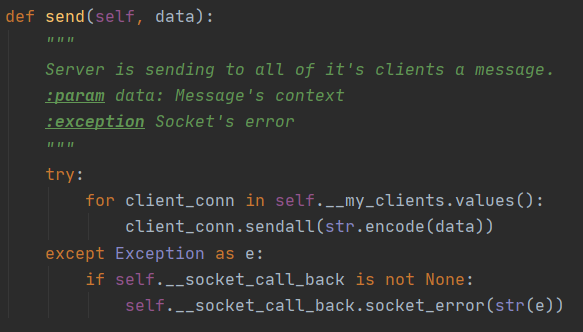 def send(self, data):
    """
    Server is sending to all of it's clients a message.
    :param data: Message's context
    :exception Socket's error
    """
    try:
        for client_conn in self.__my_clients.values():
            client_conn.sendall(str.encode(data))
    except Exception as e:
        if self.__socket_call_back is not None:
            self.__socket_call_back.socket_error(str(e))